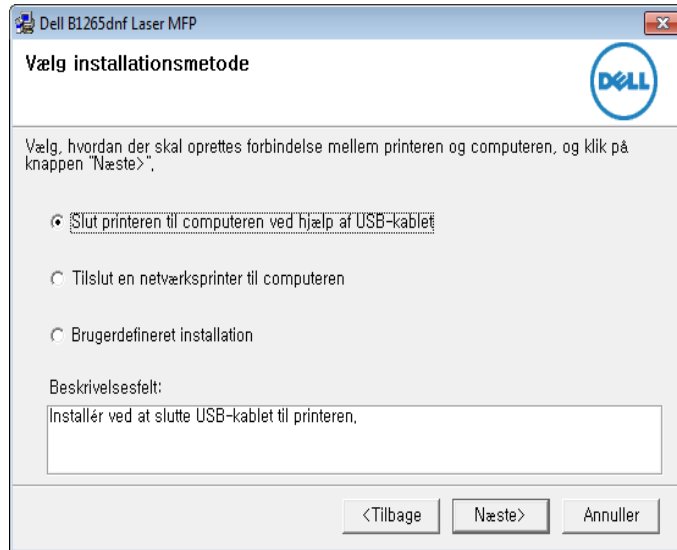 Dell B1265dnf Laser MFP
Vælg installationsmetode
DELL
Vælg, hvordan der skal oprettes forbindelse mellem printeren og computeren, og klik på
knappen "Næste>",
Slut printeren til computeren ved hjælp af USB-kablet
Tilslut en netværksprinter til computeren
Brugerdefineret installation
Beskrivelsesfelt:
Installér ved at slutte USB-kablet til printeren,
<Tilbage
Næste>
Annuller